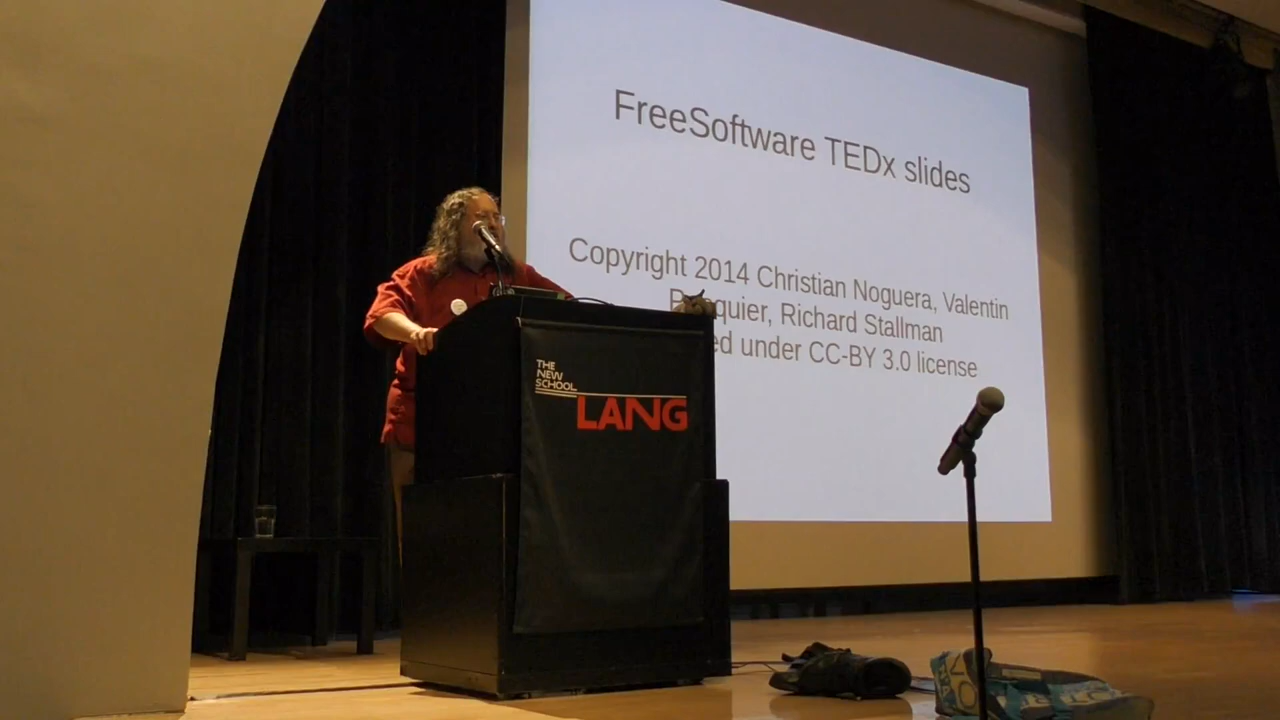 FreeSoftware TEDx slides
Copyright 2014 Christian Noguera, Valentin
Richard Stallman
under CC-BY 3.0 license
THE
NEW
SCHOOL
LANG